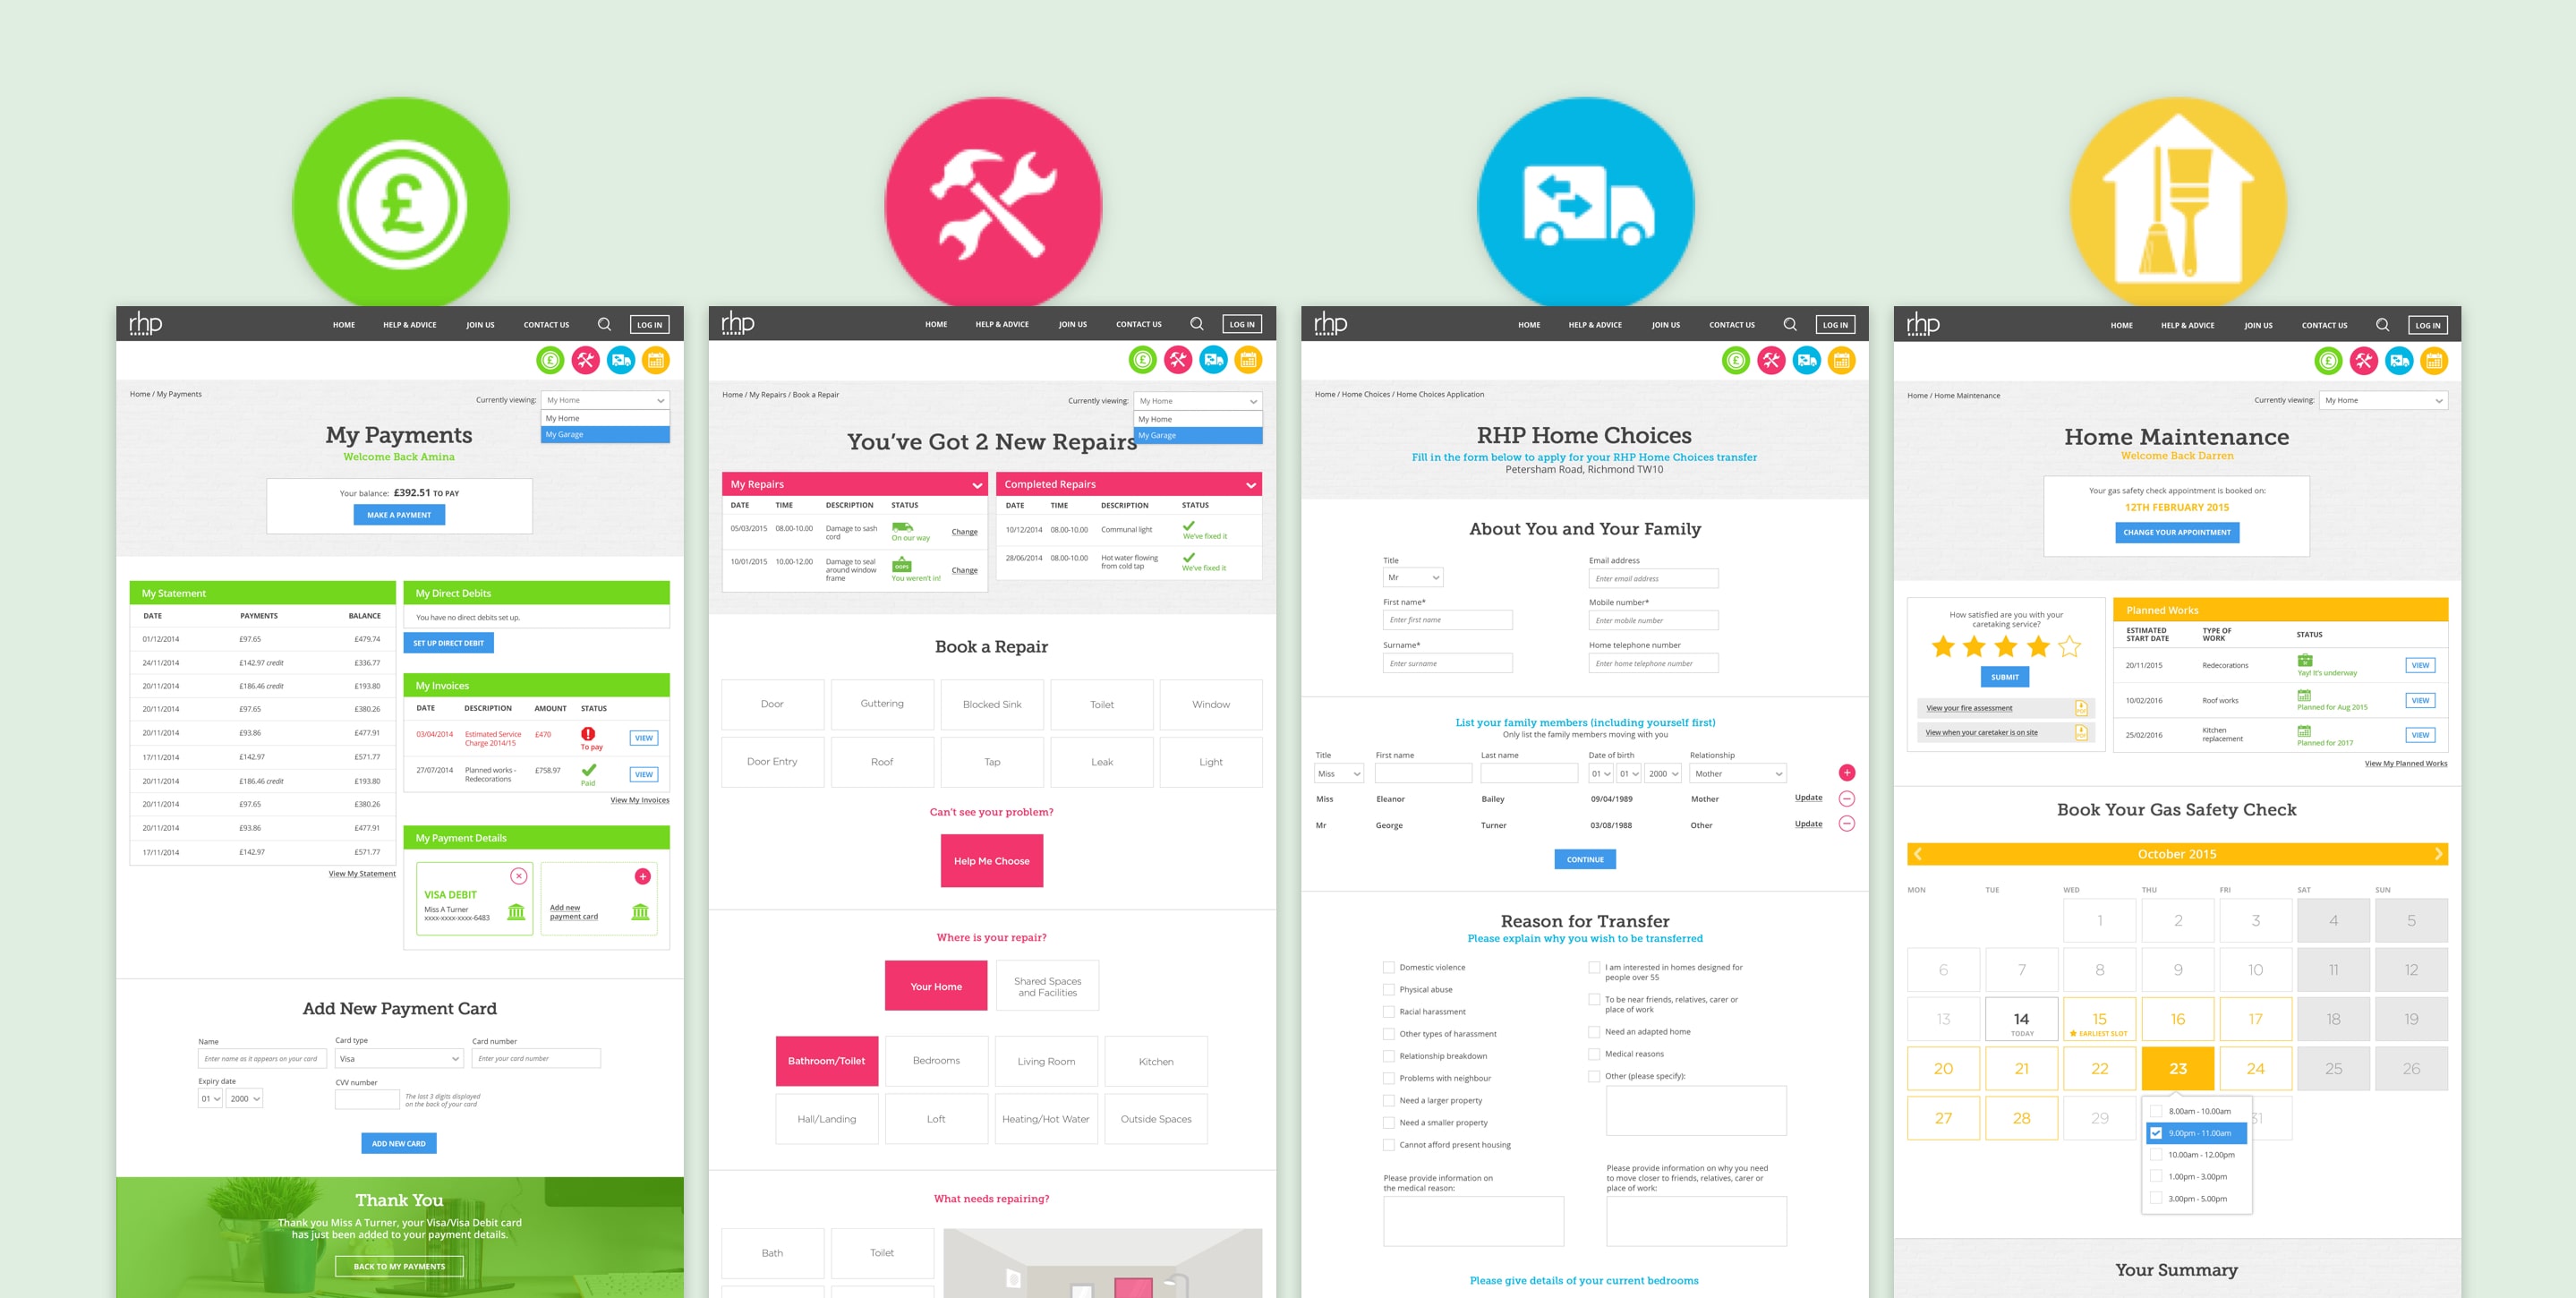 rhp
HOME HELP & ADVICE JOIN US CONTACT US LOG IN
£
Home / My Payments
Currently viewing: My Home
My Home
My Garage
My Payments
Welcome Back Amina
Your balance: £392.51 TO PAY
MAKE A PAYMENT
My Statement
DATE PAYMENTS BALANCE
01/12/2014 £97.65 £479.74
24/11/2014 £142.97 credit £336.77
20/11/2014 £186.46 credit £193.80
20/11/2014 £97.65 £380.26
20/11/2014 £93.86 £477.91
17/11/2014 £142.97 £571.77
20/11/2014 £186.46 credit £193.80
20/11/2014 £97.65 £380.26
20/11/2014 £93.86 £477.91
17/11/2014 £142.97 £571.77
View My Statement
My Direct Debits
You have no direct debits set up.
SET UP DIRECT DEBIT
My Invoices
DATE DESCRIPTION AMOUNT STATUS
03/04/2014 Estimated Service £470
Charge 2014/15 To pay VIEW
27/07/2014 Planned works - £758.97
Redecorations Paid VIEW
View My Invoices
My Payment Details
VISA DEBIT
Miss A Turner
xxxx-xxxx-xxxx-6483
Add new
payment card
Add New Payment Card
Name Card type Card number
Enter name as it appears on your card Visa Enter your card number
Expiry date CVV number
01 2000 The last 3 digits displayed
on the back of your card
ADD NEW CARD
Thank You
Thank you Miss A Turner, your Visa/Visa Debit card
has just been added to your payment details.
BACK TO MY PAYMENTS
rhp
HOME HELP & ADVICE JOIN US CONTACT US LOG IN
Home / My Repairs / Book a Repair
Currently viewing: My Home
My Home
My Garage
You've Got 2 New Repairs
My Repairs
DATE TIME DESCRIPTION STATUS
05/03/2015 08.00-10.00 Damage to sash
cord On our way Change
10/01/2015 10.00-12.00 Damage to seal
around window
frame OOPS You weren't in! Change
Completed Repairs
DATE TIME DESCRIPTION STATUS
10/12/2014 08.00-10.00 Communal light We've fixed it
28/06/2014 08.00-10.00 Hot water flowing
from cold tap We've fixed it
Book a Repair
Door Guttering Blocked Sink Toilet Window
Door Entry Roof Tap Leak Light
Can't see your problem?
Help Me Choose
Where is your repair?
Your Home Shared Spaces
and Facilities
Bathroom/Toilet Bedrooms Living Room Kitchen
Hall/Landing Loft Heating/Hot Water Outside Spaces
What needs repairing?
Bath Toilet
rhp
HOME HELP & ADVICE JOIN US CONTACT US LOG IN
Home / Home Choices / Home Choices Application
RHP Home Choices
Fill in the form below to apply for your RHP Home Choices transfer
Petersham Road, Richmond TW10
About You and Your Family
Title Email address
Mr Enter email address
First name* Mobile number*
Enter first name Enter mobile number
Surname* Home telephone number
Enter surname Enter home telephone number
List your family members (including yourself first)
Only list the family members moving with you
Title First name Last name Date of birth Relationship
Miss 01 01 2000 Mother
Miss Eleanor Bailey 09/04/1989 Mother Update
Mr George Turner 03/08/1988 Other Update
CONTINUE
Reason for Transfer
Please explain why you wish to be transferred
Domestic violence
Physical abuse
Racial harassment
Other types of harassment
Relationship breakdown
Problems with neighbour
Need a larger property
Need a smaller property
Cannot afford present housing
I am interested in homes designed for
people over 55
To be near friends, relatives, carer or
place of work
Need an adapted home
Medical reasons
Other (please specify):
Please provide information on
the medical reason:
Please provide information on why you need
to move closer to friends, relatives, carer or
place of work:
Please give details of your current bedrooms
rhp
HOME HELP & ADVICE JOIN US CONTACT US LOG IN
Home / Home Maintenance
Currently viewing: My Home
Home Maintenance
Welcome Back Darren
Your gas safety check appointment is booked on:
12TH FEBRUARY 2015
CHANGE YOUR APPOINTMENT
How satisfied are you with your
caretaking service?
SUBMIT
View your fire assessment
View when your caretaker is on site
Planned Works
ESTIMATED TYPE OF STATUS
START DATE WORK
20/11/2015 Redecorations Yay! It's underway VIEW
10/02/2016 Roof works Planned for Aug 2015 VIEW
25/02/2016 Kitchen
replacement Planned for 2017 VIEW
View My Planned Works
Book Your Gas Safety Check
October 2015
MON TUE WED THU FRI SAT SUN
1 2 3 4 5
6 7 8 9 10 11 12
13 14 15 16 17 18 19
TODAY EARLIEST SLOT
20 21 22 23 24 25 26
27 28 29 31
8.00am - 10.00am
9.00pm - 11.00am
10.00am - 12.00pm
1.00pm - 3.00pm
3.00pm - 5.00pm
Your Summary